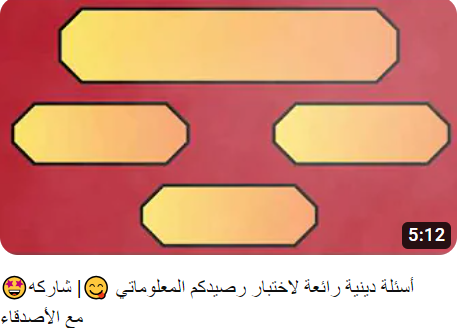 5:12
أسئلة دينية رائعة لاختبار رصيدكم المعلوماتي 😋 | شاركه🤩
مع الأصدقاء